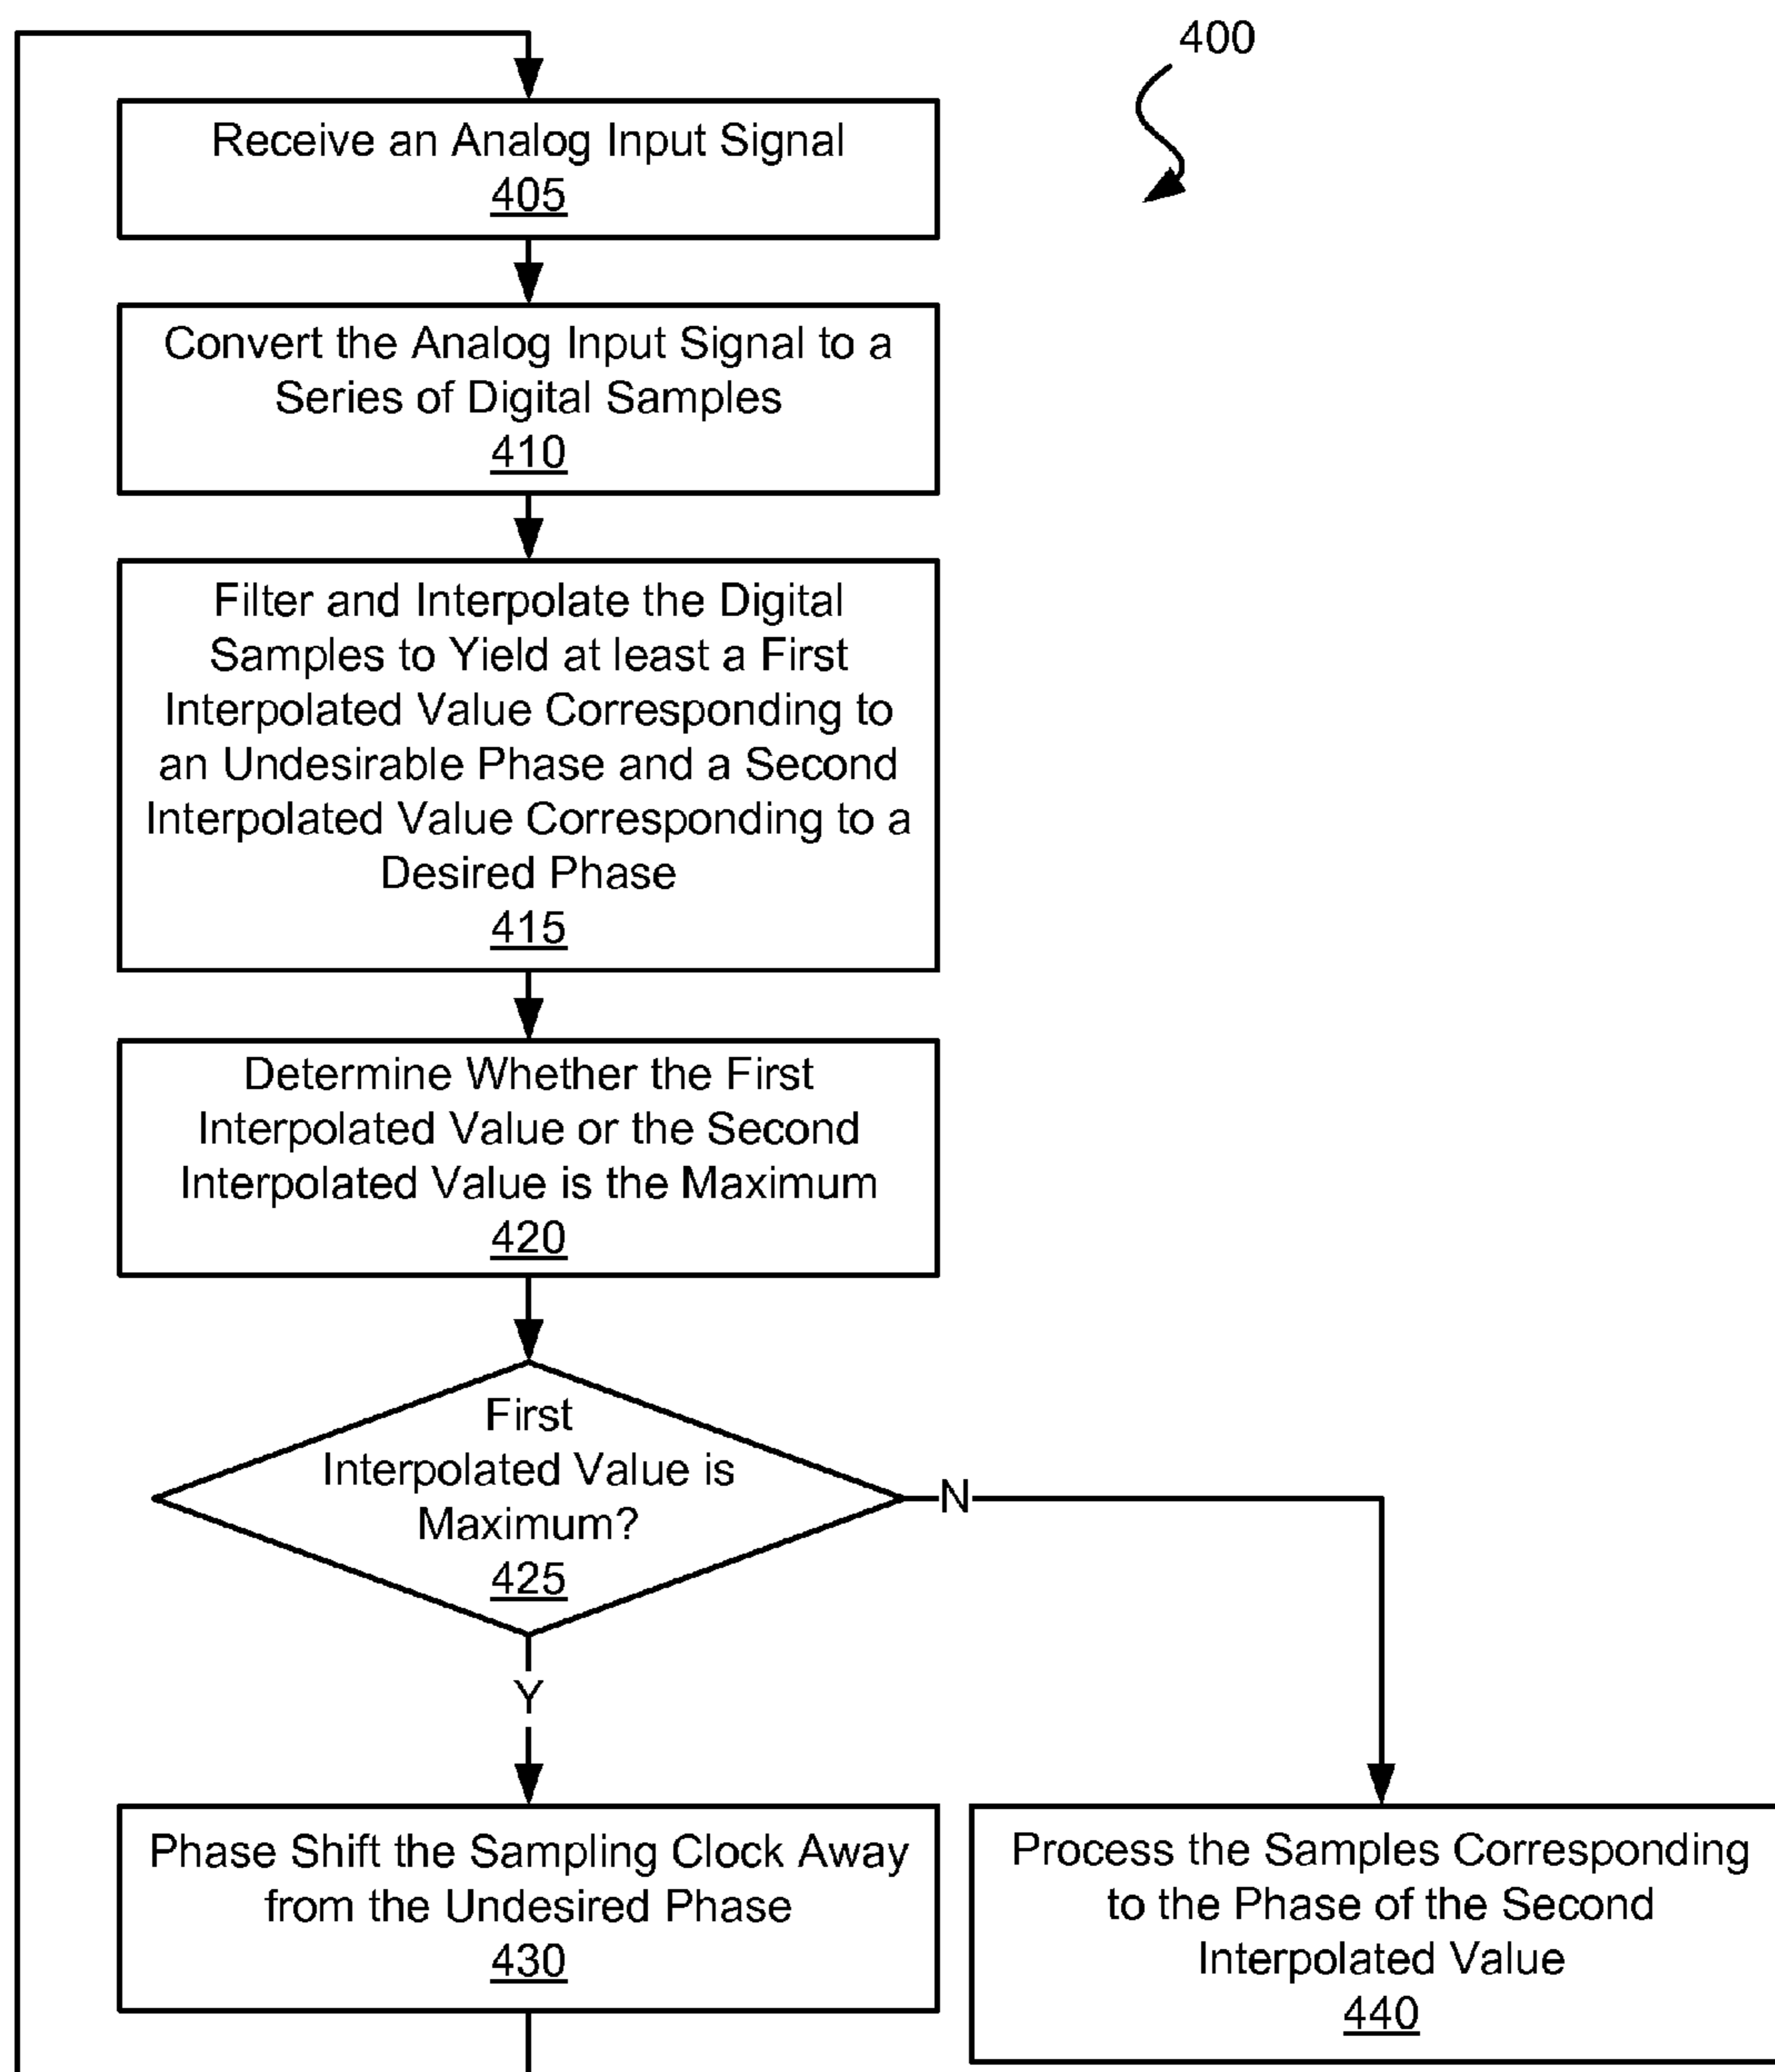 400
Receive an Analog Input Signal
405
Convert the Analog Input Signal to a
Series of Digital Samples
410
Filter and Interpolate the Digital
Samples to Yield at least a First
Interpolated Value Corresponding to
an Undesirable Phase and a Second
Interpolated Value Corresponding to a
Desired Phase
415
Determine Whether the First
Interpolated Value or the Second
Interpolated Value is the Maximum
420
First
Interpolated Value is
Maximum?
425
N
Y
Phase Shift the Sampling Clock Away
from the Undesired Phase
430
Process the Samples Corresponding
to the Phase of the Second
Interpolated Value
440